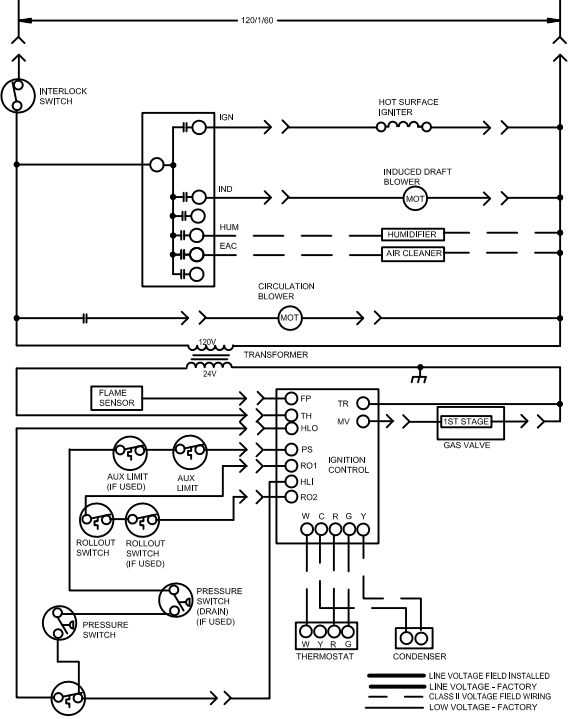 120/1/60
INTERLOCK
SWITCH
IGN
HOT SURFACE
IGNITER
IND
INDUCED DRAFT
BLOWER
MOT
HUM
HUMIDIFIER
EAC
AIR CLEANER
CIRCULATION
BLOWER
MOT
120V
TRANSFORMER
24V
FLAME
SENSOR
FP
TH
HLO
PS
RO1
HLI
RO2
TR
MV
IGNITION
CONTROL
1ST STAGE
GAS VALVE
AUX LIMIT
(IF USED)
AUX
LIMIT
ROLLOUT
SWITCH
ROLLOUT
SWITCH
(IF USED)
W C R G Y
PRESSURE
SWITCH
(DRAIN)
(IF USED)
PRESSURE
SWITCH
W Y R G
THERMOSTAT
CONDENSER
LINE VOLTAGE FIELD INSTALLED
LINE VOLTAGE - FACTORY
CLASS II VOLTAGE FIELD WIRING
LOW VOLTAGE - FACTORY